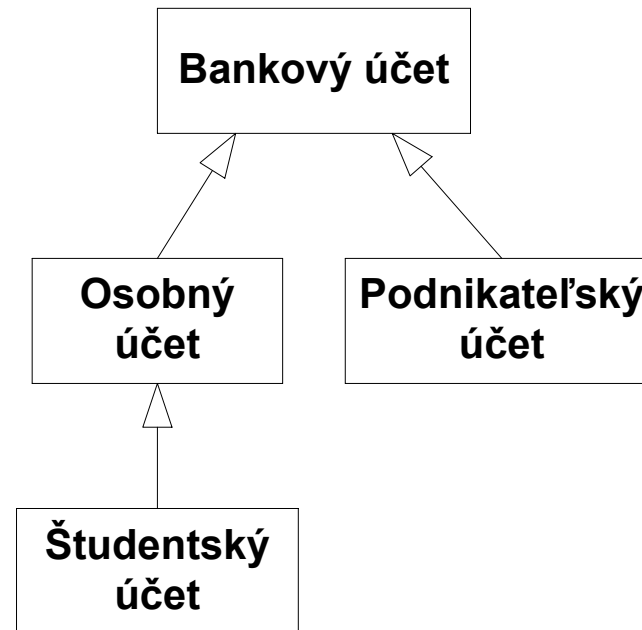 Bankový účet
Osobný
účet
Podnikateľský
účet
Študentský
účet